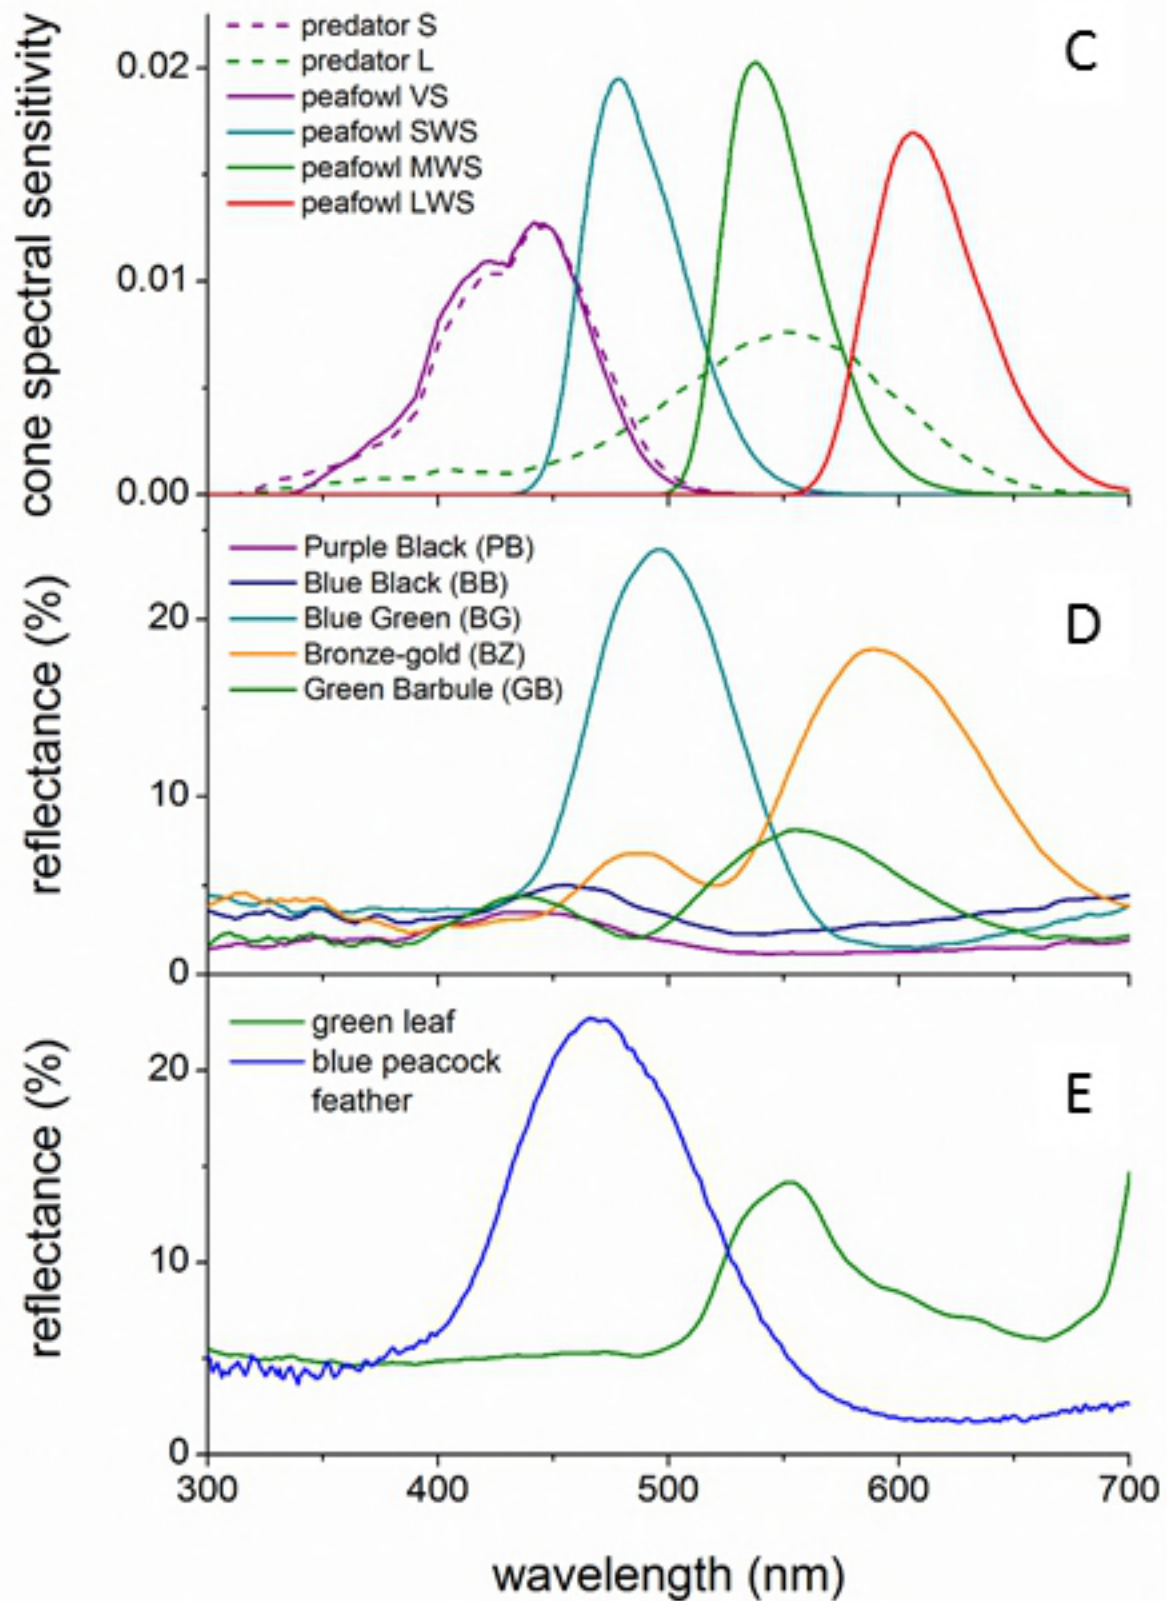 predator S
predator L
peafowl VS
peafowl SWS
peafowl MWS
peafowl LWS
C
0.02
0.01
0.00
cone spectral sensitivity
Purple Black (PB)
Blue Black (BB)
Blue Green (BG)
Bronze-gold (BZ)
Green Barbule (GB)
D
20
10
0
reflectance (%)
green leaf
blue peacock
feather
E
20
10
0
reflectance (%)
300 400 500 600 700
wavelength (nm)